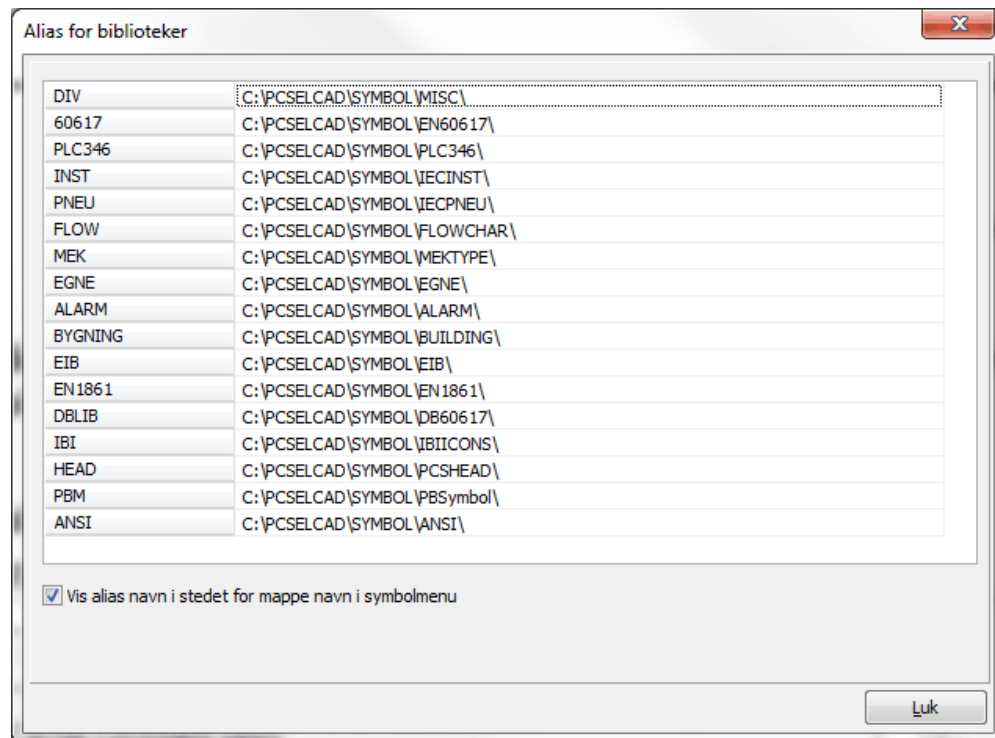 Alias for biblioteker
DIV C:\PCSELCAD\SYMBOL\MISC\
60617 C:\PCSELCAD\SYMBOL\EN60617\
PLC346 C:\PCSELCAD\SYMBOL\PLC346\
INST C:\PCSELCAD\SYMBOL\IECINST\
PNEU C:\PCSELCAD\SYMBOL\IECPNEU\
FLOW C:\PCSELCAD\SYMBOL\FLOWCHAR\
MEK C:\PCSELCAD\SYMBOL\MEKTYPE\
EGNE C:\PCSELCAD\SYMBOL\EGNE\
ALARM C:\PCSELCAD\SYMBOL\ALARM\
BYGNING C:\PCSELCAD\SYMBOL\BUILDING\
EIB C:\PCSELCAD\SYMBOL\EIB\
EN1861 C:\PCSELCAD\SYMBOL\EN1861\
DBLIB C:\PCSELCAD\SYMBOL\DB60617\
IBI C:\PCSELCAD\SYMBOL\IBIICONS\
HEAD C:\PCSELCAD\SYMBOL\PCSHEAD\
PBM C:\PCSELCAD\SYMBOL\PBSymbol\
ANSI C:\PCSELCAD\SYMBOL\ANSI\
Vis alias navn i stedet for mappe navn i symbolmenu
Luk